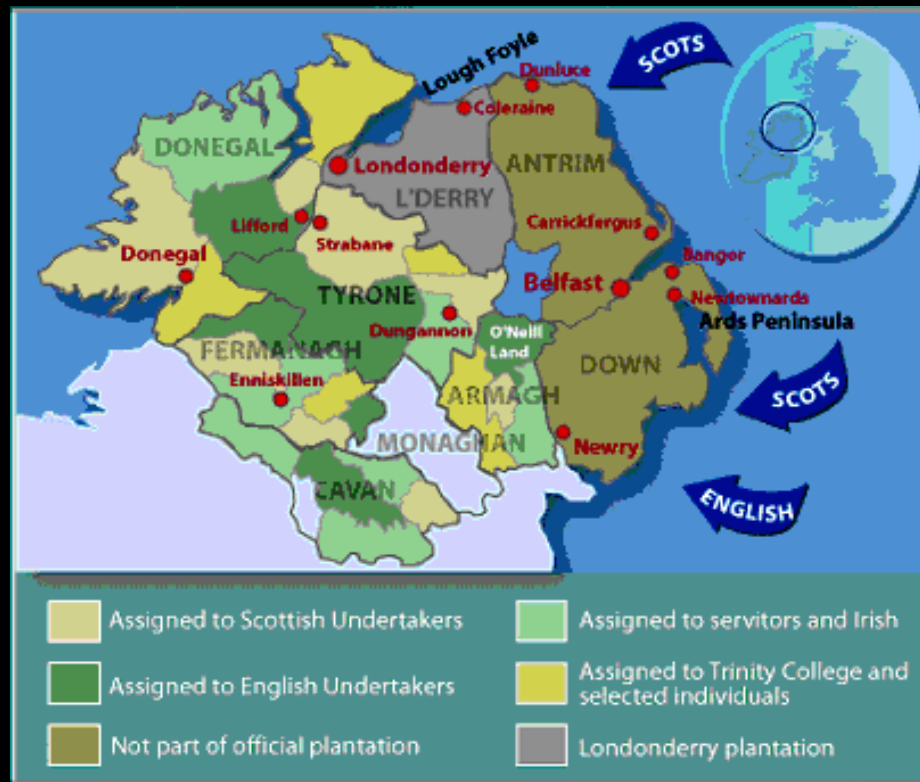 SCOTS
Lough Foyle
Dunluce
Coleraine
DONEGAL
Londonderry
ANTRIM
L'DERRY
Lifford
Strabane
Carrickfergus
Donegal
Bangor
TYRONE
Belfast
Newtownards
Ards Peninsula
Dungannon
O'Neill
Land
FERMANAGH
DOWN
Enniskillen
ARMAGH
SCOTS
MONAGHAN
Newry
CAVAN
ENGLISH
Assigned to Scottish Undertakers
Assigned to English Undertakers
Not part of official plantation
Assigned to servitors and Irish
Assigned to Trinity College and
selected individuals
Londonderry plantation